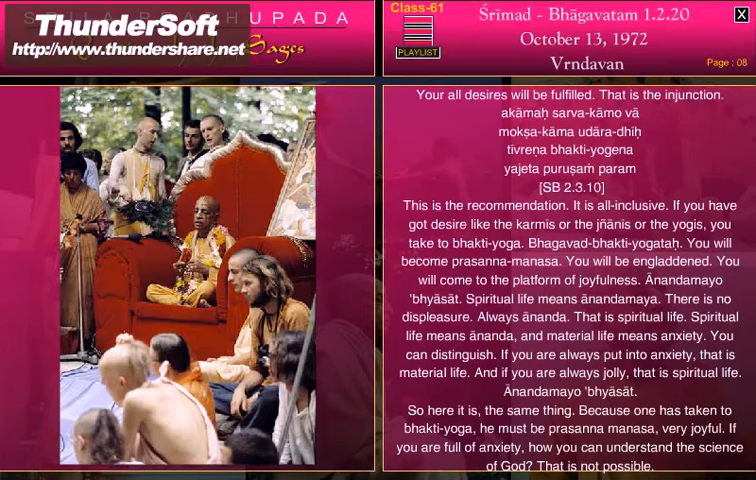 ThunderSoft
http://www.thundershare.net
HUPADA
Sages
Class-61
PLAYLIST
Śrīmad - Bhāgavatam 1.2.20
October 13, 1972
Vrndavan
X
Page : 08
Your all desires will be fulfilled. That is the injunction.
akāmaḥ sarva-kāmo vā
mokṣa-kāma udāra-dhīḥ
tivreṇa bhakti-yogena
yajeta puruṣaṁ param
[SB 2.3.10]
This is the recommendation. It is all-inclusive. If you have
got desire like the karmīs or the jñānīs or the yogis, you
take to bhakti-yoga. Bhagavad-bhakti-yogataḥ. You will
become prasanna-manasa. You will be engladdened. You
will come to the platform of joyfulness. Ānandamayo
'bhyāsāt. Spiritual life means ānandamaya. There is no
displeasure. Always ānanda. That is spiritual life. Spiritual
life means ānanda, and material life means anxiety. You
can distinguish. If you are always put into anxiety, that is
material life. And if you are always jolly, that is spiritual life.
Ānandamayo 'bhyāsāt.
So here it is, the same thing. Because one has taken to
bhakti-yoga, he must be prasanna manasa, very joyful. If
you are full of anxiety, how you can understand the science
of God? That is not possible.